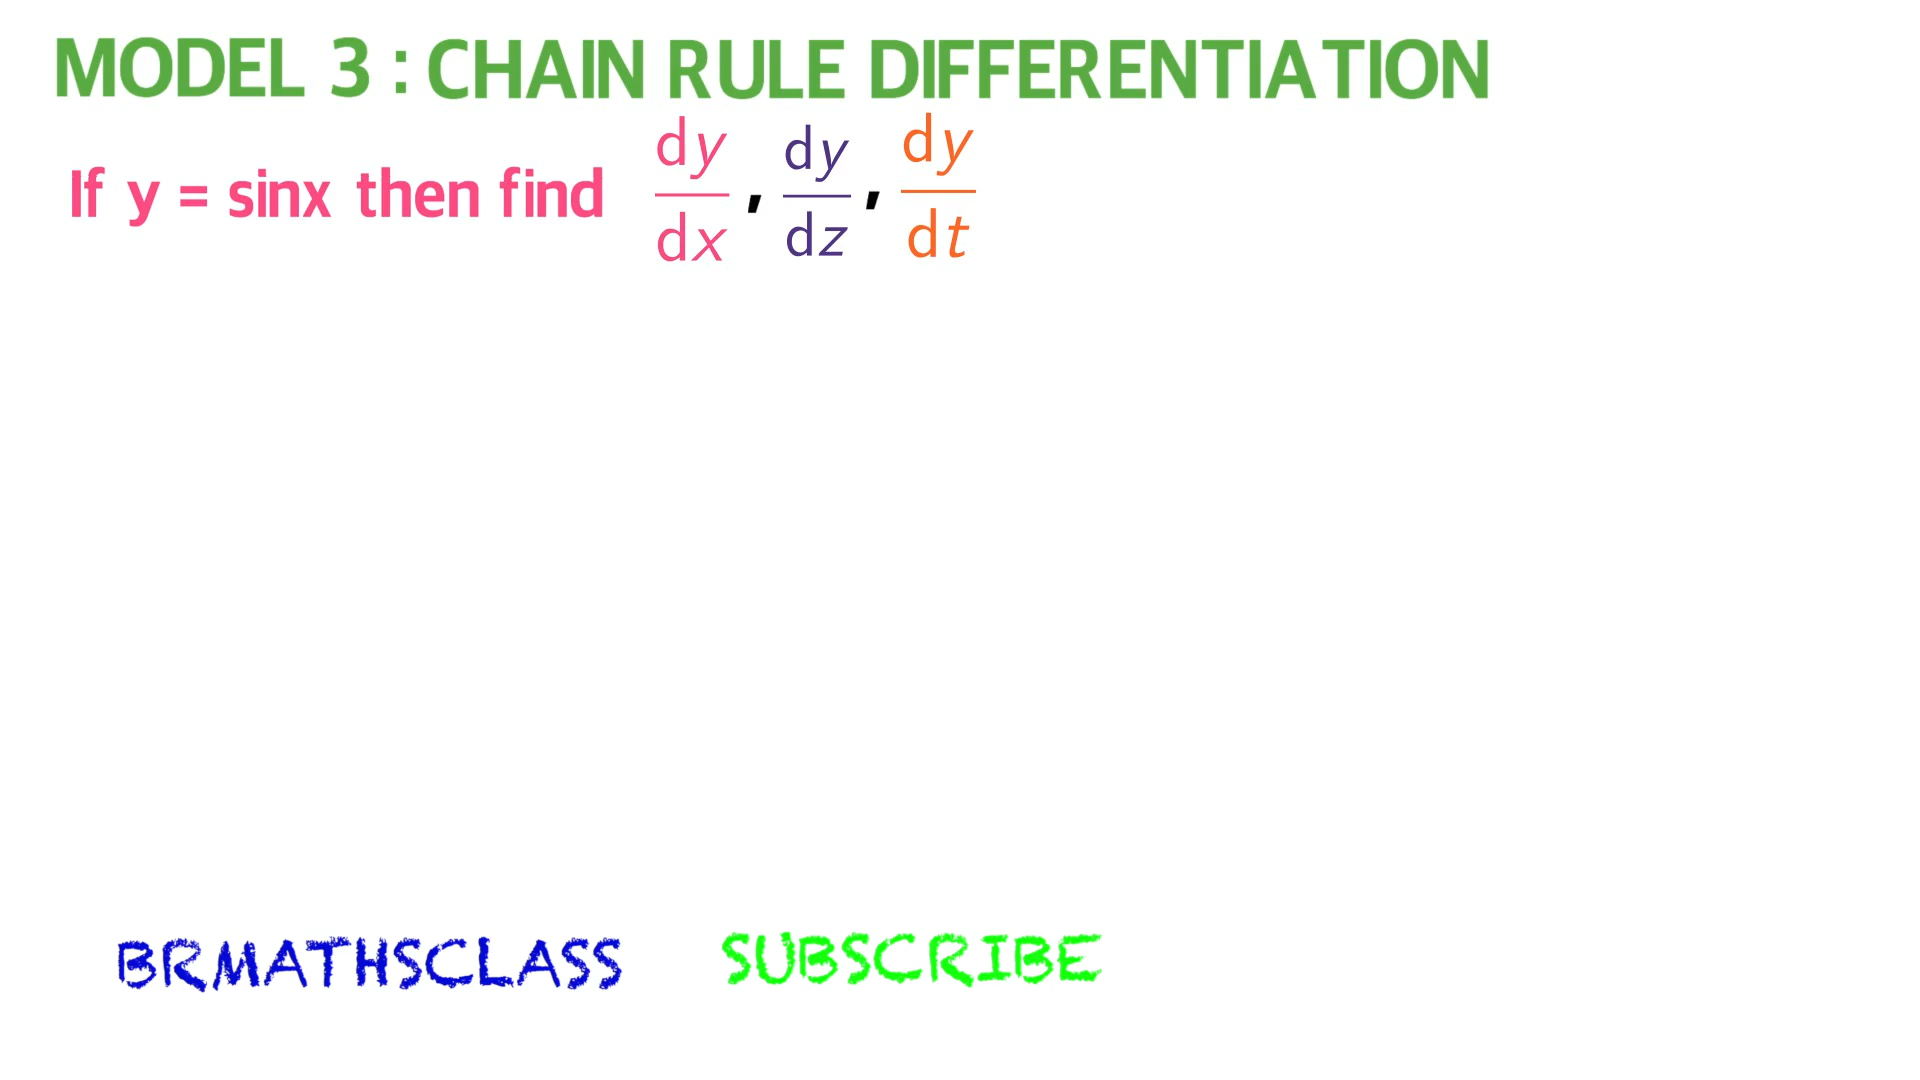 MODEL 3 : CHAIN RULE DIFFERENTIATION
If y = sinx then find dy/dx , dy/dz , dy/dt
BRMATHSCLASS SUBSCRIBE